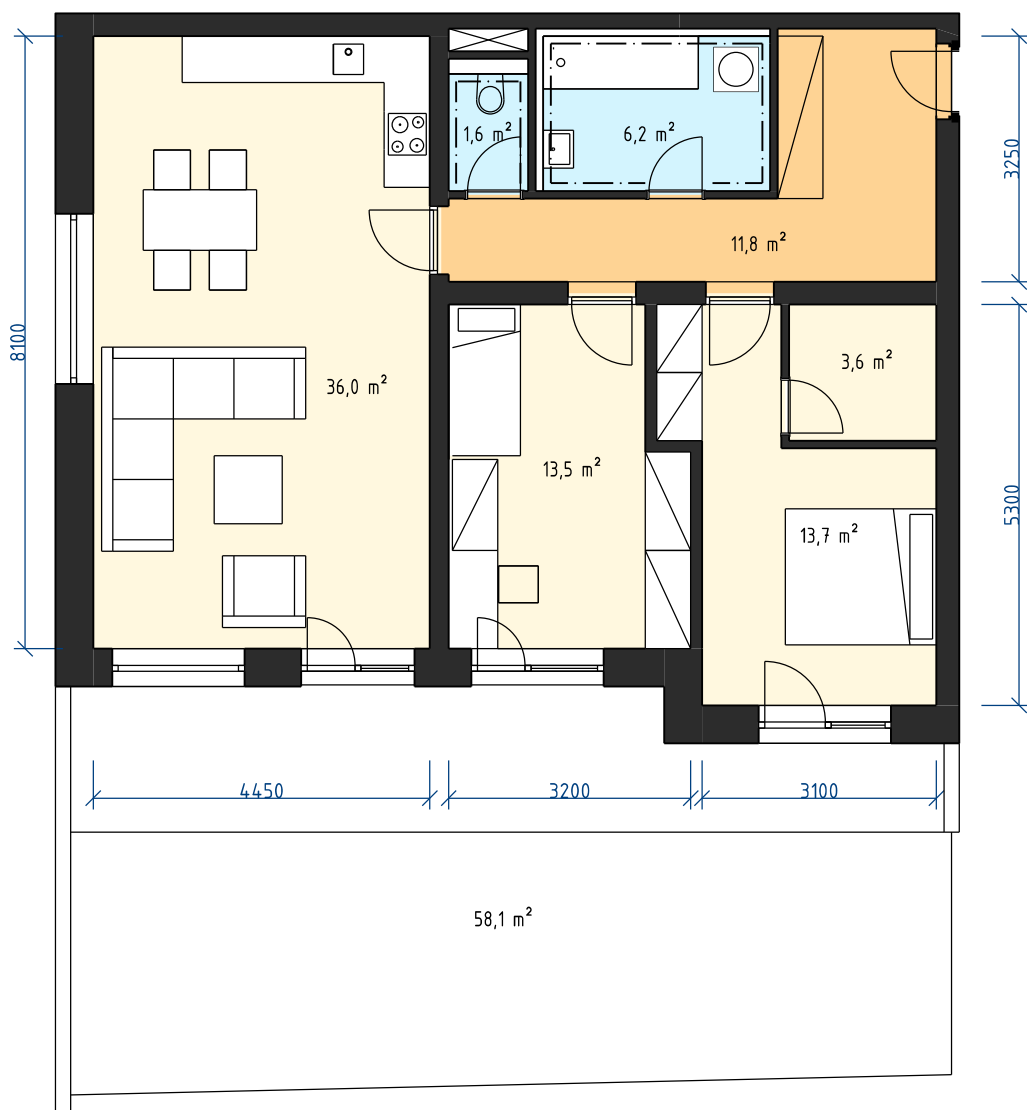 1,6 m²
6,2 m²
3250
11,8 m²
8100
36,0 m²
3,6 m²
13,5 m²
5300
13,7 m²
4450
3200
3100
58,1 m²